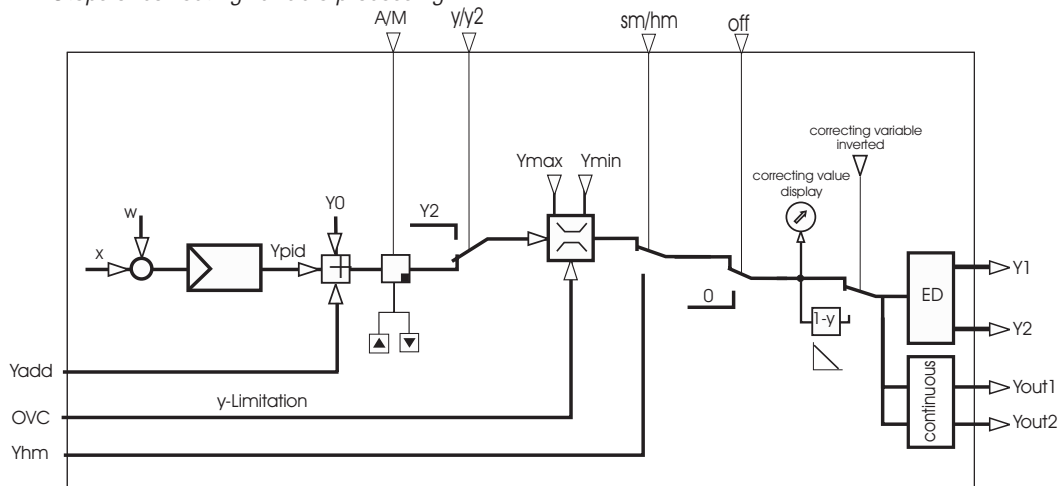 A/M y/y2 sm/hm off
correcting variable
inverted
Ymax Ymin
correcting value
display
w Y0 Y2
x Ypid
0
1-y
ED
Y1
Y2
continuous
Yout1
Yout2
Yadd
y-Limitation
OVC
Yhm